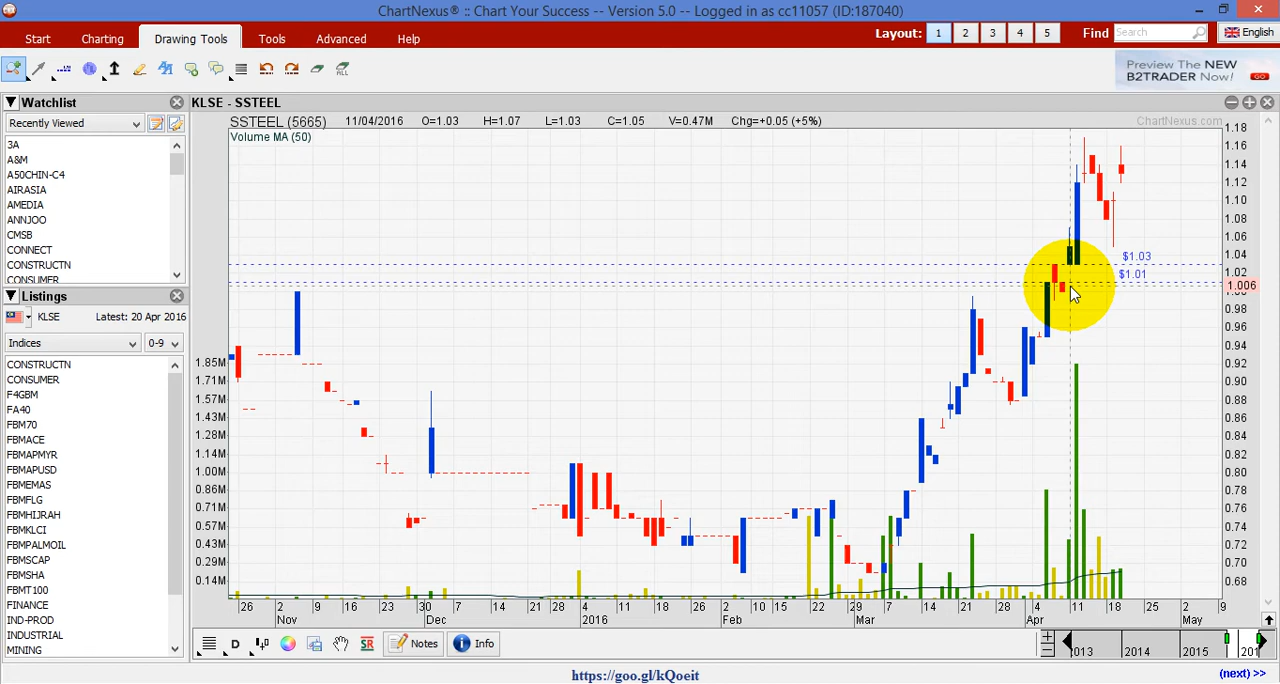 ChartNexus® :: Chart Your Success -- Version 5.0 -- Logged in as cc11057 (ID:187040)
Start Charting Drawing Tools Tools Advanced Help Layout: 1 2 3 4 5 Find Search English
Preview The NEW
B2TRADER Now!
GO
ALL
Watchlist
Recently Viewed
3A
A&M
A50CHIN-C4
AIRASIA
AMEDIA
ANNJOO
CMSB
CONNECT
CONSTRUCTN
CONSUMER
Listings
KLSE Latest: 20 Apr 2016
Indices 0-9
CONSTRUCTN
CONSUMER
F4GBM
FA40
FBM70
FBMACE
FBMAPMYR
FBMAPUSD
FBMEMAS
FBMFLG
FBMHIJRAH
FBMKLCI
FBMPALMOIL
FBMSCAP
FBMSHA
FBMT100
FINANCE
IND-PROD
INDUSTRIAL
MINING
KLSE - SSTEEL
SSTEEL (5665) 11/04/2016 O=1.03 H=1.07 L=1.03 C=1.05 V=0.47M Chg=+0.05 (+5%) ChartNexus.com
Volume MA (50)
1.18
1.16
1.14
1.12
1.10
1.08
1.06
1.04
1.02
1.006
0.98
0.96
0.94
0.92
0.90
0.88
0.86
0.84
0.82
0.80
0.78
0.76
0.74
0.72
0.70
0.68
$1.03
$1.01
1.85M
1.71M
1.57M
1.43M
1.28M
1.14M
1.00M
0.86M
0.71M
0.57M
0.43M
0.29M
0.14M
26 2 9 16 23 30 7 14 21 28 4 11 18 2 10 15 22 29 7 14 21 28 4 11 18 25 2 9
Nov Dec 2016 Feb Mar Apr May
D SR Notes Info
2013 2014 2015 201
https://goo.gl/kQoeit
(next) >>